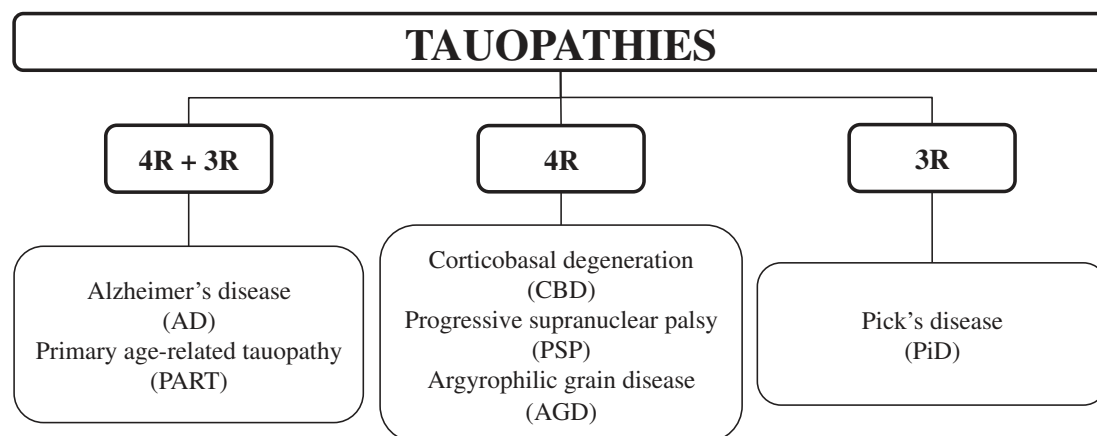 TAUOPATHIES
4R + 3R
4R
3R
Alzheimer’s disease
(AD)
Primary age-related tauopathy
(PART)
Corticobasal degeneration
(CBD)
Progressive supranuclear palsy
(PSP)
Argyrophilic grain disease
(AGD)
Pick’s disease
(PiD)